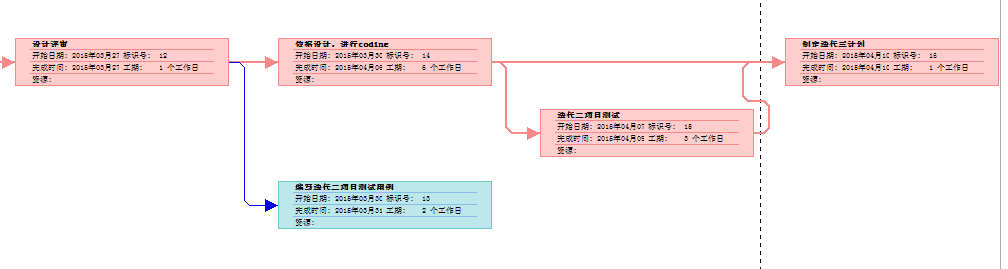 设计评审
开始日期: 2015年03月27 标识号: 12
完成时间: 2015年03月27 工期: 1 个工作日
资源:
依据设计，进行coding
开始日期: 2015年03月30 标识号: 14
完成时间: 2015年04月06 工期: 6 个工作日
资源:
制定迭代三计划
开始日期: 2015年04月10 标识号: 16
完成时间: 2015年04月10 工期: 1 个工作日
资源:
迭代二项目测试
开始日期: 2015年04月07 标识号: 15
完成时间: 2015年04月09 工期: 3 个工作日
资源:
编写迭代二项目测试用例
开始日期: 2015年03月30 标识号: 13
完成时间: 2015年03月31 工期: 2 个工作日
资源: